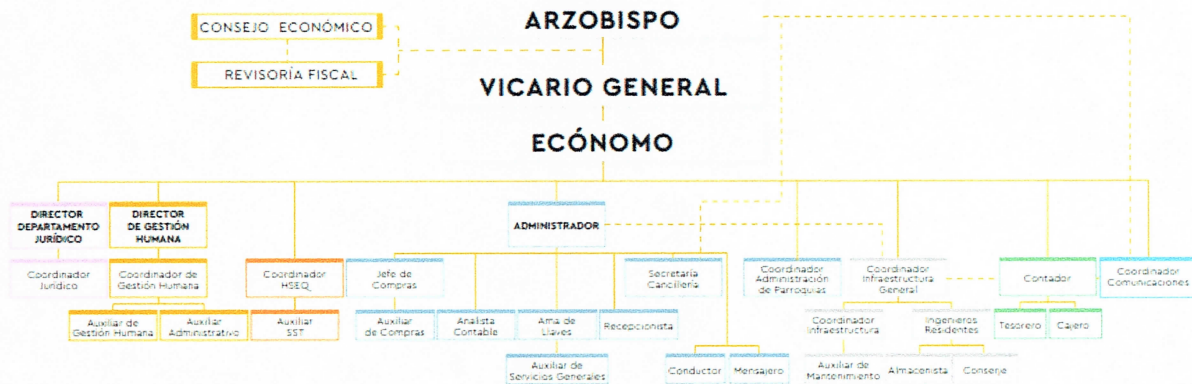 ARZOBISPO
CONSEJO ECONÓMICO
REVISORÍA FISCAL
VICARIO GENERAL
ECÓNOMO
DIRECTOR
DEPARTAMENTO
JURÍDICO
DIRECTOR
DE GESTIÓN
HUMANA
ADMINISTRADOR
Coordinador
Jurídico
Coordinador de
Gestión Humana
Coordinador
HSEQ
Jefe de
Compras
Secretaría
Cancillería
Coordinador
Administración
de Parroquias
Coordinador
Infraestructura
General
Contador
Coordinador
Comunicaciones
Auxiliar de
Gestión Humana
Auxiliar
Administrativo
Auxiliar
SST
Auxiliar
de Compras
Analista
Contable
Ama de
Llaves
Recepcionista
Coordinador
Infraestructura
Ingenieros
Residentes
Tesorero
Cajero
Auxiliar de
Servicios Generales
Conductor
Mensajero
Auxiliar de
Mantenimiento
Almacenista
Conserje